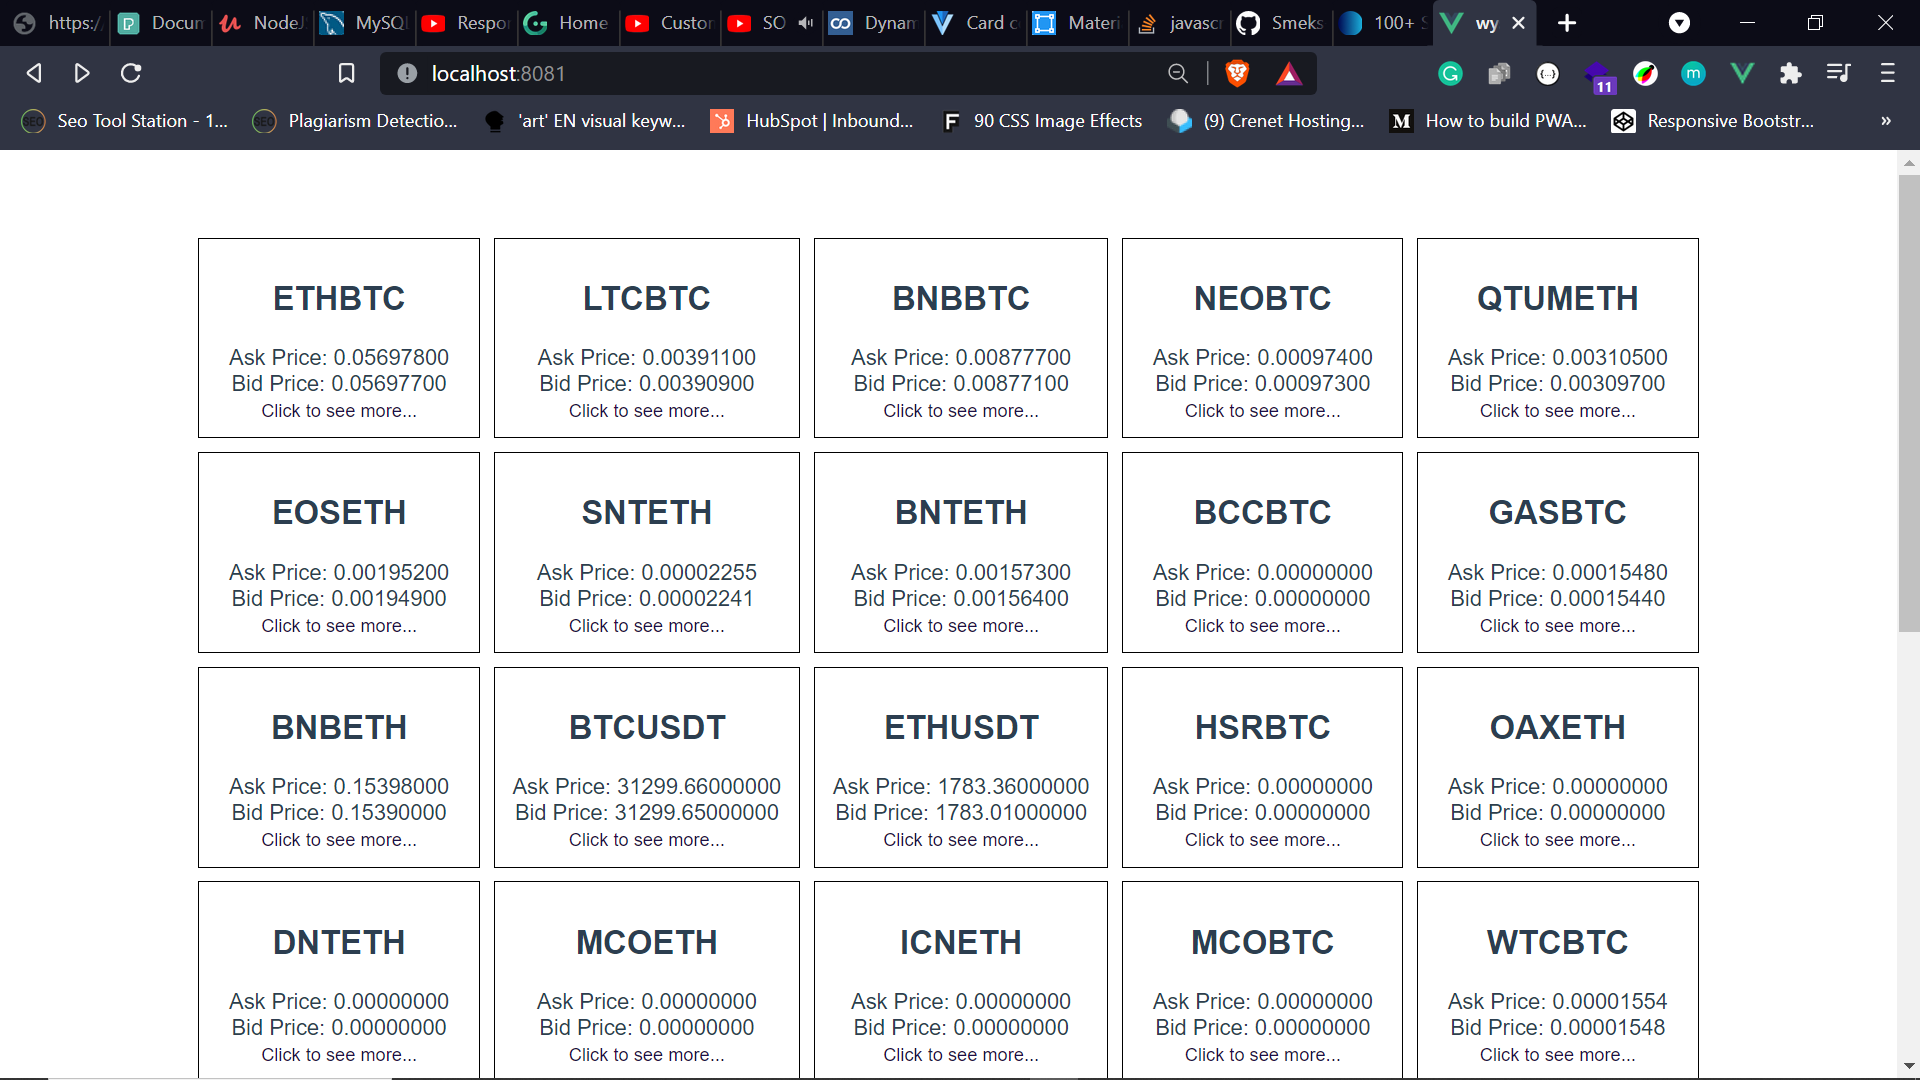 https:/ Docum NodeJ MySQL Respor Home Custor SO Dynam Card c Materi javascr Smeks 100+ S wy
localhost:8081
11
Seo Tool Station - 1... Plagiarism Detectio... 'art' EN visual keyw... HubSpot | Inbound... 90 CSS Image Effects (9) Crenet Hosting... How to build PWA... Responsive Bootstr... »
ETHBTC LTCBTC BNBBTC NEOBTC QTUMETH
Ask Price: 0.05697800 Ask Price: 0.00391100 Ask Price: 0.00877700 Ask Price: 0.00097400 Ask Price: 0.00310500
Bid Price: 0.05697700 Bid Price: 0.00390900 Bid Price: 0.00877100 Bid Price: 0.00097300 Bid Price: 0.00309700
Click to see more... Click to see more... Click to see more... Click to see more... Click to see more...
EOSETH SNTETH BNTETH BCCBTC GASBTC
Ask Price: 0.00195200 Ask Price: 0.00002255 Ask Price: 0.00157300 Ask Price: 0.00000000 Ask Price: 0.00015480
Bid Price: 0.00194900 Bid Price: 0.00002241 Bid Price: 0.00156400 Bid Price: 0.00000000 Bid Price: 0.00015440
Click to see more... Click to see more... Click to see more... Click to see more... Click to see more...
BNBETH BTCUSDT ETHUSDT HSRBTC OAXETH
Ask Price: 0.15398000 Ask Price: 31299.66000000 Ask Price: 1783.36000000 Ask Price: 0.00000000 Ask Price: 0.00000000
Bid Price: 0.15390000 Bid Price: 31299.65000000 Bid Price: 1783.01000000 Bid Price: 0.00000000 Bid Price: 0.00000000
Click to see more... Click to see more... Click to see more... Click to see more... Click to see more...
DNTETH MCOETH ICNETH MCOBTC WTCBTC
Ask Price: 0.00000000 Ask Price: 0.00000000 Ask Price: 0.00000000 Ask Price: 0.00000000 Ask Price: 0.00001554
Bid Price: 0.00000000 Bid Price: 0.00000000 Bid Price: 0.00000000 Bid Price: 0.00000000 Bid Price: 0.00001548
Click to see more... Click to see more... Click to see more... Click to see more... Click to see more...